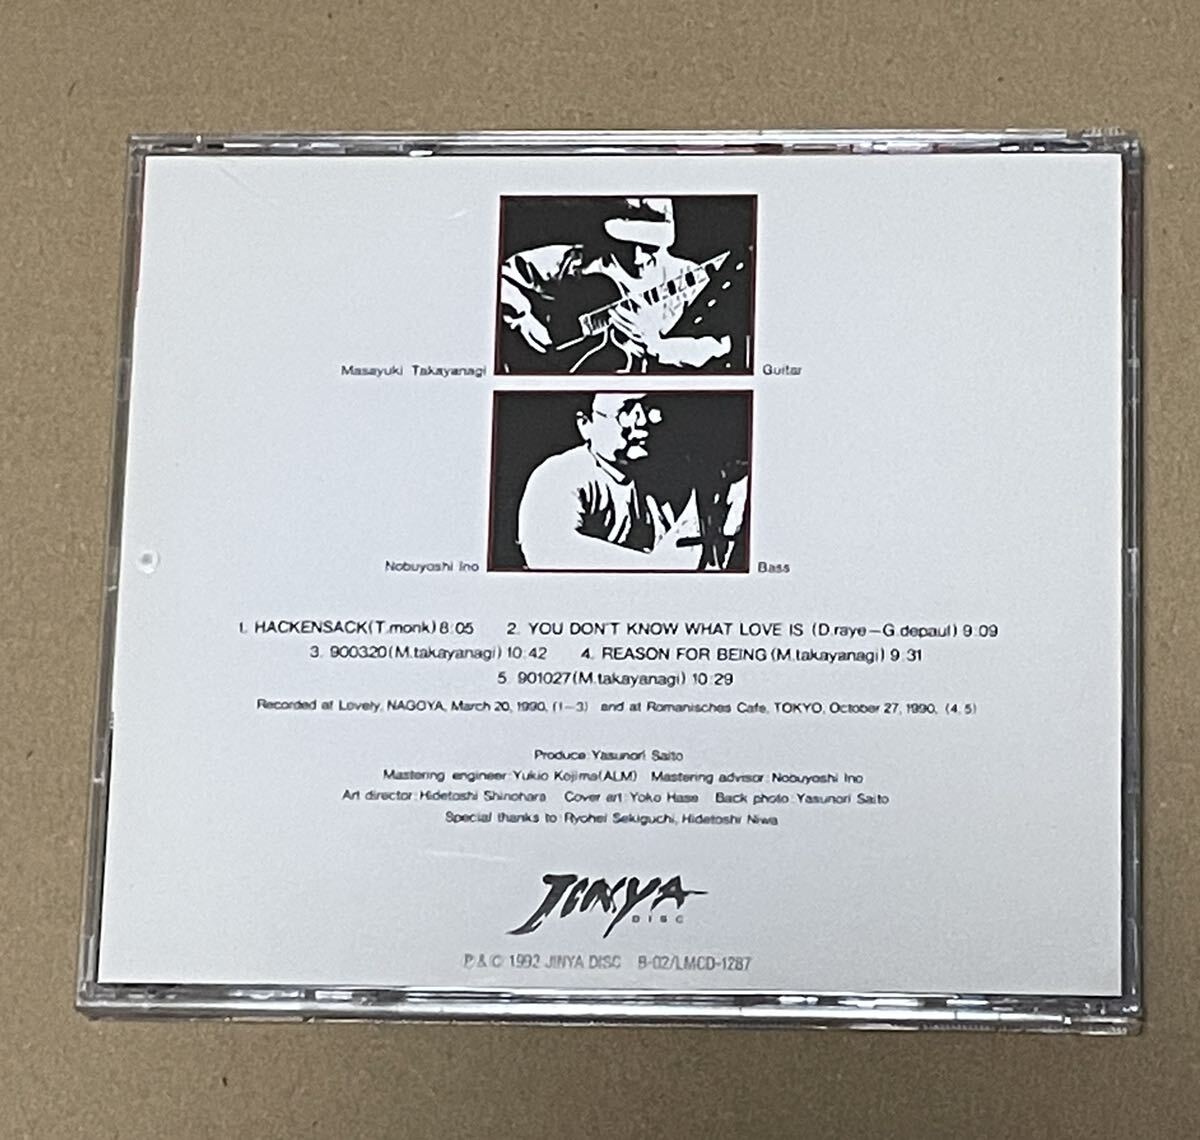 Masayuki Takayanagi Guitar
Nobuyoshi Ino Bass
1. HACKENSACK(T.monk)8:05 2. YOU DON'T KNOW WHAT LOVE IS (D.raye–G.depaul) 9:09
3. 900320(M.takayanagi) 10:42 4. REASON FOR BEING (M.takayanagi) 9:31
5. 901027(M.takayanagi) 10:29
Recorded at Lovely, NAGOYA, March 20, 1990, (1–3) and at Romanisches Cafe, TOKYO, October 27, 1990, (4, 5)
Produce: Yasunori Saito
Mastering engineer: Yukio Kojima(ALM) Mastering advisor: Nobuyoshi Ino
Art director: Hidetoshi Shinohara Cover art: Yoko Hase Back photo: Yasunori Saito
Special thanks to: Ryohei Sekiguchi, Hidetoshi Niwa
JINYA
DISC
P & © 1992 JINYA DISC B-02/LMCD-1287